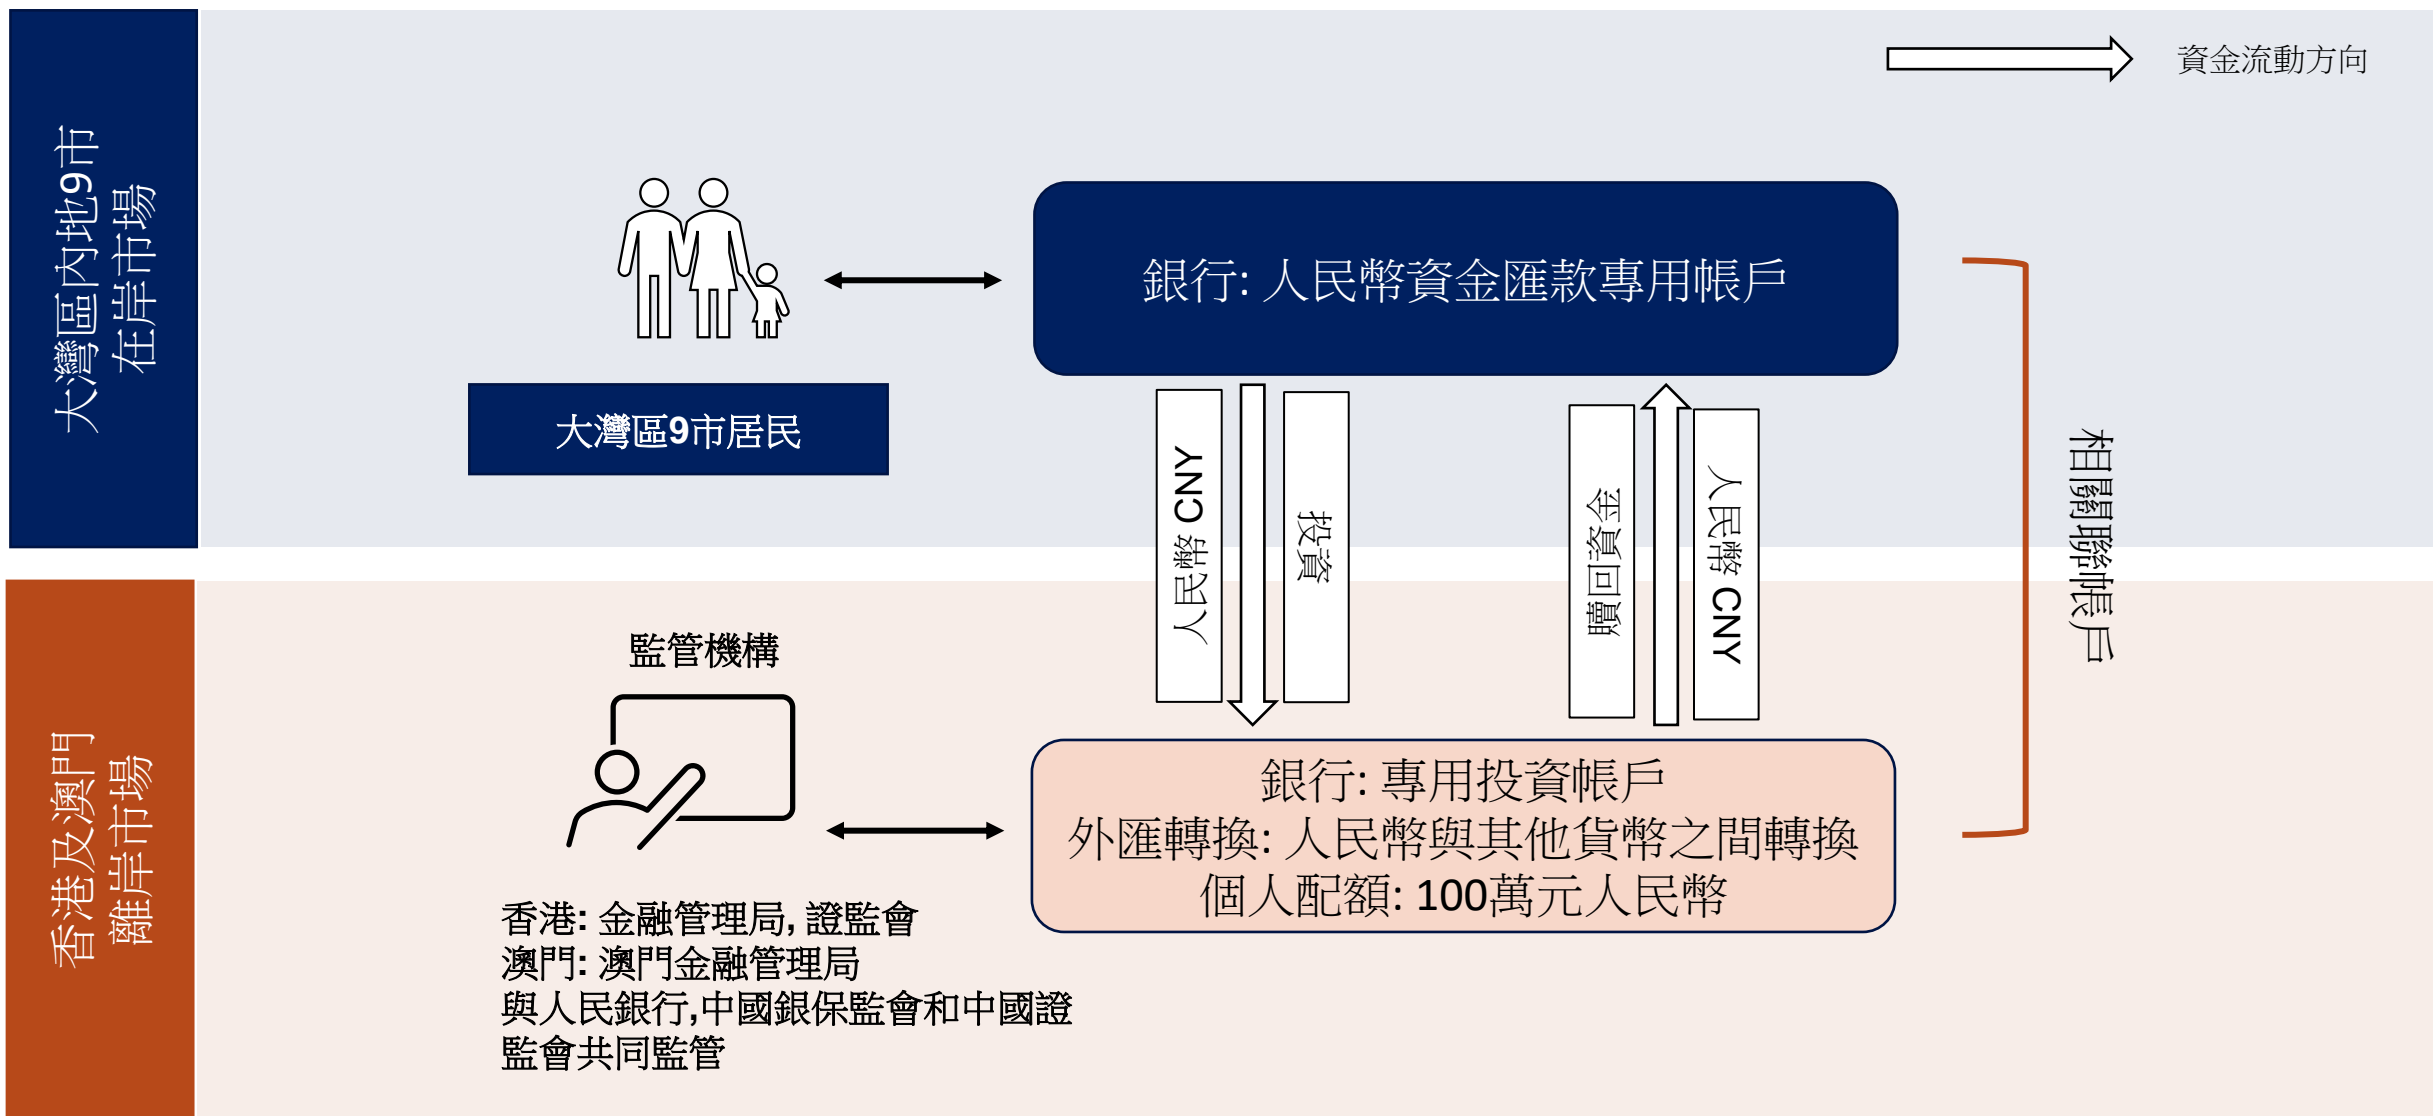 資金流動方向
大灣區內地9市
在岸市場
銀行: 人民幣資金匯款專用帳戶
大灣區9市居民
人民幣 CNY
投資
贖回資金
人民幣 CNY
相關聯帳戶
香港及澳門
離岸市場
監管機構
銀行: 專用投資帳戶
外匯轉換: 人民幣與其他貨幣之間轉換
個人配額: 100萬元人民幣
香港: 金融管理局, 證監會
澳門: 澳門金融管理局
與人民銀行,中國銀保監會和中國證
監會共同監管